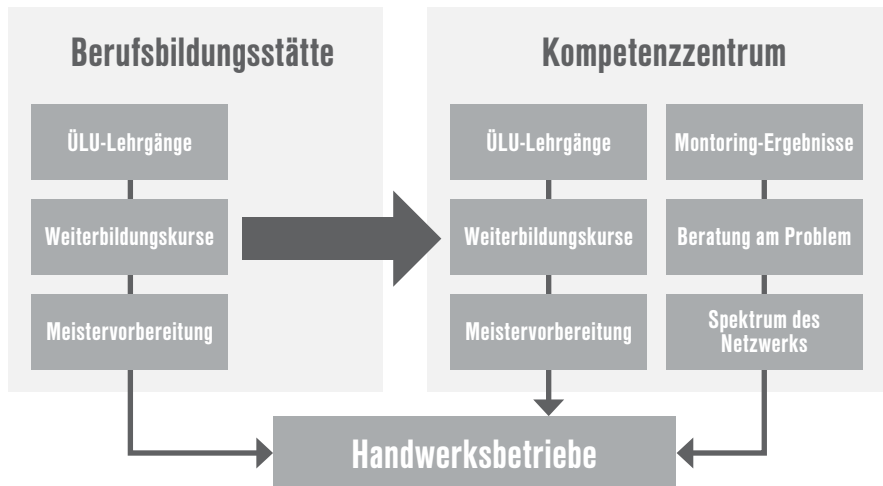 Berufsbildungsstätte
ÜLU-Lehrgänge
Weiterbildungskurse
Meistervorbereitung
Kompetenzzentrum
ÜLU-Lehrgänge
Weiterbildungskurse
Meistervorbereitung
Montoring-Ergebnisse
Beratung am Problem
Spektrum des
Netzwerks
Handwerksbetriebe